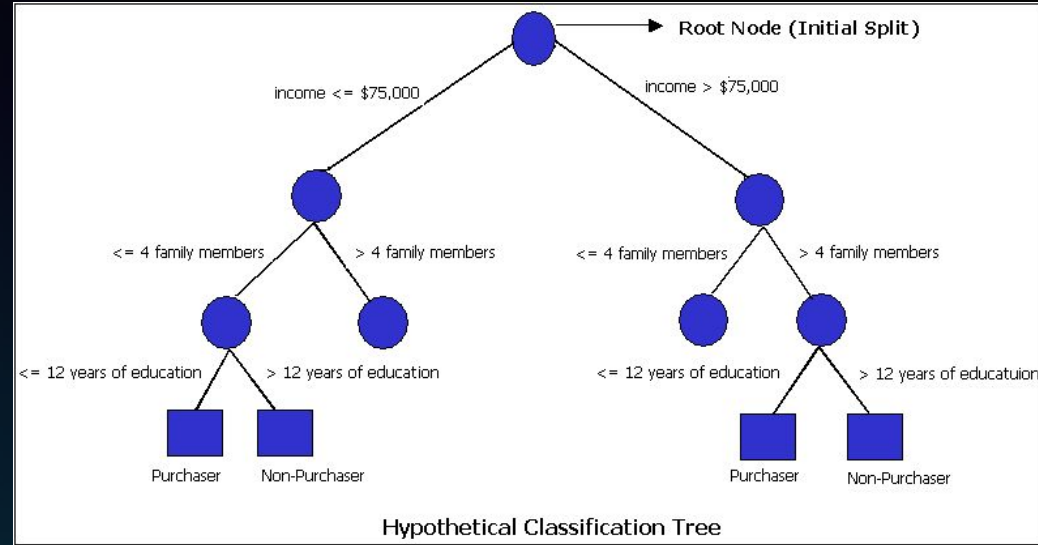 Root Node (Initial Split)
income <= $75,000
income > $75,000
<= 4 family members
> 4 family members
<= 4 family members
> 4 family members
<= 12 years of education
> 12 years of education
<= 12 years of education
> 12 years of educatuion
Purchaser
Non-Purchaser
Purchaser
Non-Purchaser
Hypothetical Classification Tree